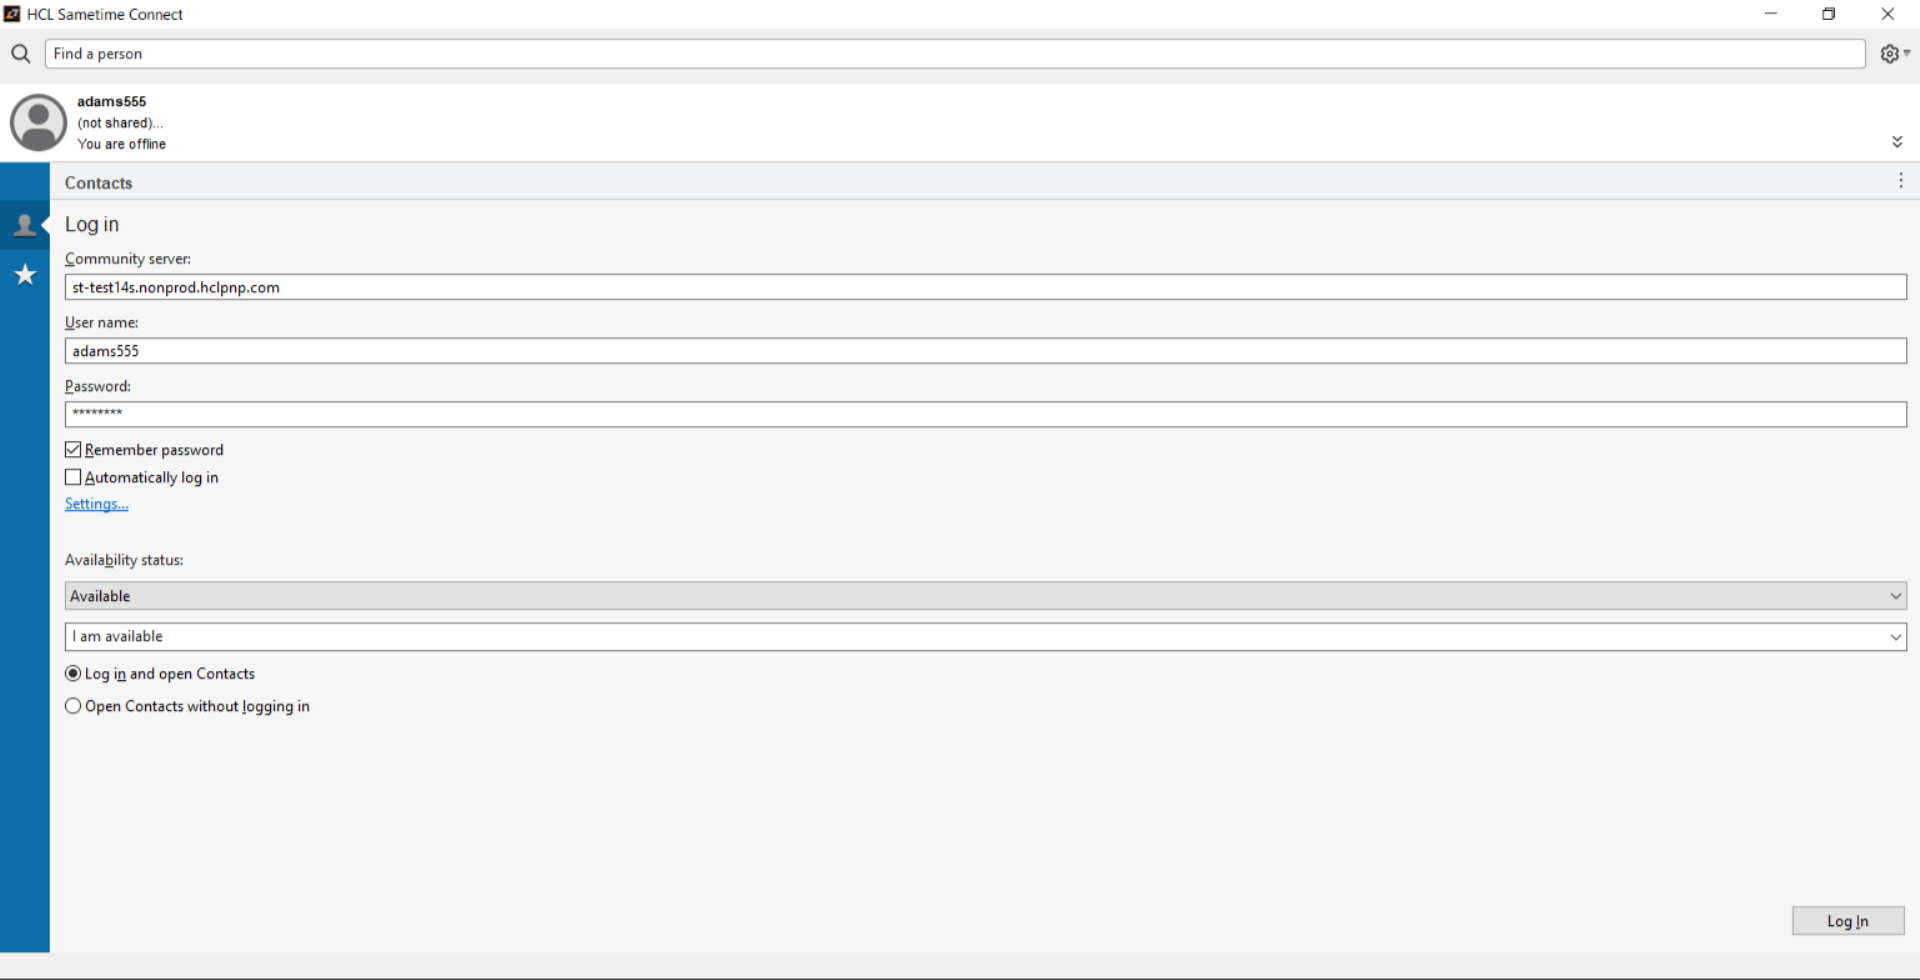 HCL Sametime Connect
Find a person
adams555
(not shared)...
You are offline
Contacts
Log in
Community server:
st-test14s.nonprod.hclpnp.com
User name:
adams555
Password:
********
Remember password
Automatically log in
Settings...
Availability status:
Available
I am available
Log in and open Contacts
Open Contacts without logging in
Log In